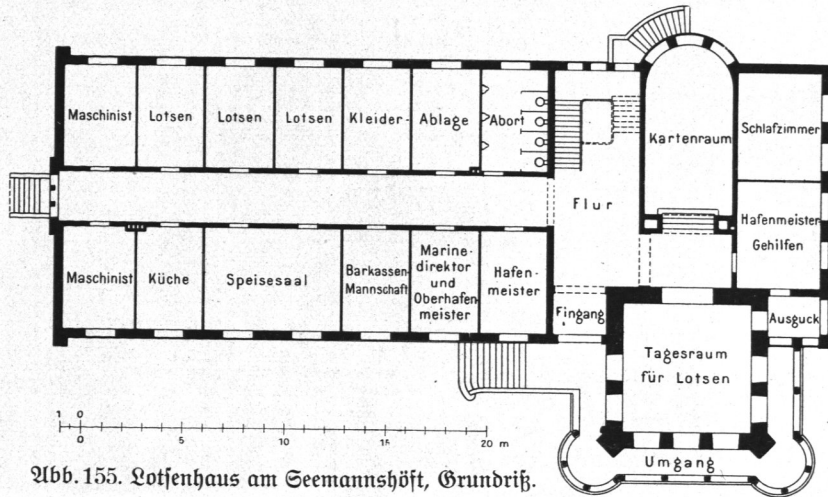 Maschinist
Lotsen
Lotsen
Lotsen
Kleider-
Ablage
Abort
Kartenraum
Schlafzimmer
Flur
Hafenmeister
Gehilfen
Maschinist
Küche
Speisesaal
Barkassen-
Mannschaft
Marine-
direktor
und
Oberhafen
meister
Hafen-
meister
Eingang
Ausguck
Tagesraum
für Lotsen
Umgang
1 0
0 5 10 15 20 m
Abb. 155. Lotsenhaus am Seemannshöft, Grundriß.